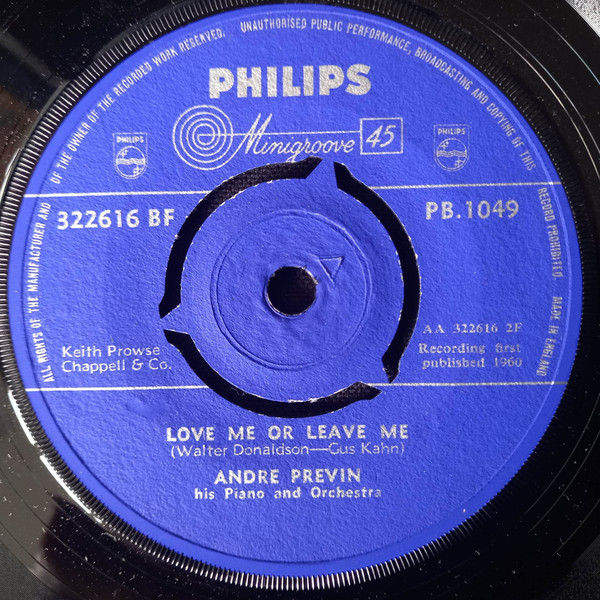 ALL RIGHTS OF THE MANUFACTURER AND OF THE OWNER OF THE RECORDED WORK RESERVED. UNAUTHORISED PUBLIC PERFORMANCE, BROADCASTING AND COPYING OF THIS RECORD PROHIBITED. MADE IN ENGLAND
PHILIPS
Minigroove 45
PHILIPS
PHILIPS
322616 BF
PB.1049
AA 322616 2F
Keith Prowse
Chappell & Co.
Recording first
published 1960
LOVE ME OR LEAVE ME
(Walter Donaldson—Gus Kahn)
ANDRE PREVIN
his Piano and Orchestra